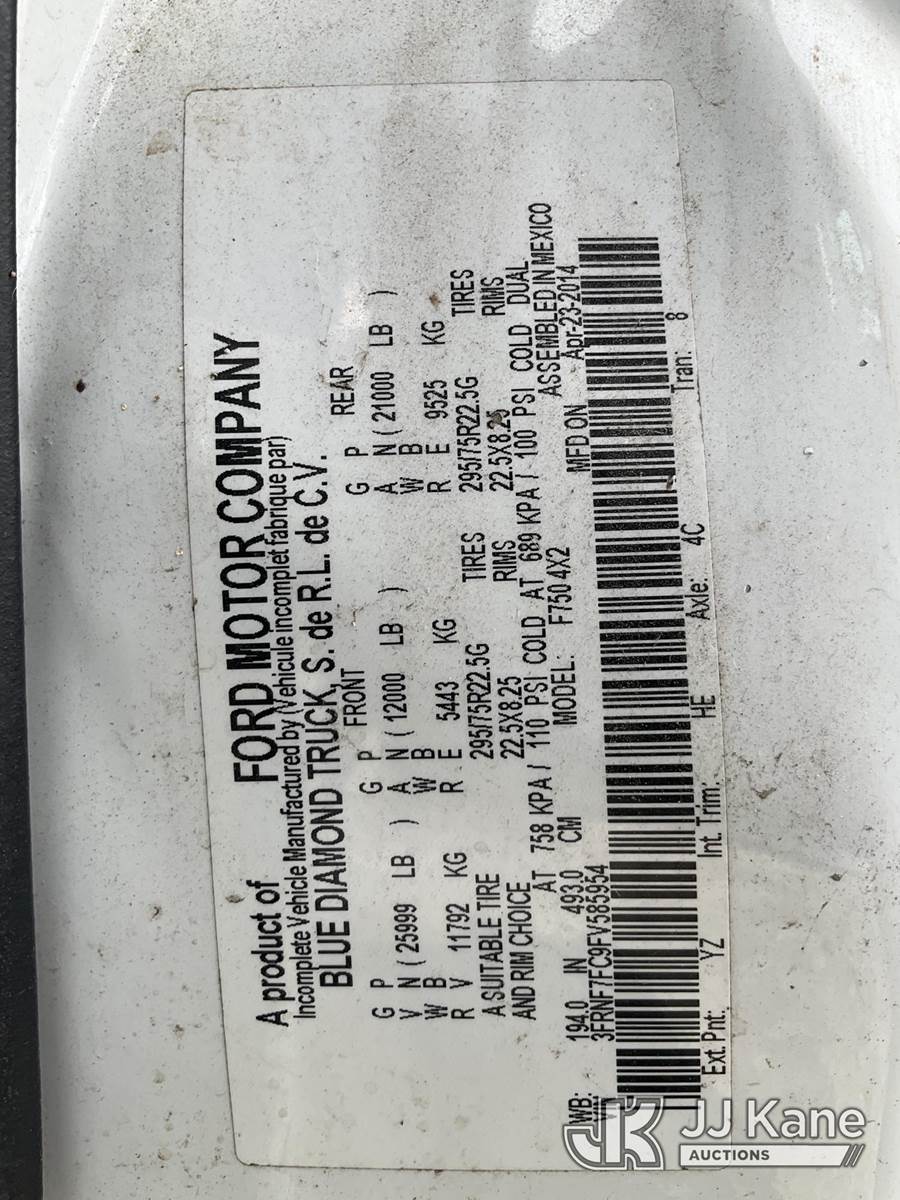 A product of FORD MOTOR COMPANY
Incomplete Vehicle Manufactured by (Vehicule incomplet fabrique par)
BLUE DIAMOND TRUCK, S. de R.L. de C.V.
FRONT REAR
G P G P G P
V N ( 25999 LB ) A N ( 12000 LB ) A N ( 21000 LB )
W B W B W B
R V 11792 KG R E 5443 KG R E 9525 KG
A SUITABLE TIRE 295/75R22.5G TIRES 295/75R22.5G TIRES
AND RIM CHOICE 22.5X8.25 RIMS 22.5X8.25 RIMS
AT 758 KPA / 110 PSI COLD AT 689 KPA / 100 PSI COLD DUAL
WB: 194.0 IN 493.0 CM MODEL: F750 4X2 ASSEMBLED IN MEXICO
VIN 3FRNF7FC9FV585954 MFD ON Apr-23-2014
Ext. Pnt: YZ Int. Trim: HE Axle: 4C Tran: 8
JK JJ Kane
AUCTIONS